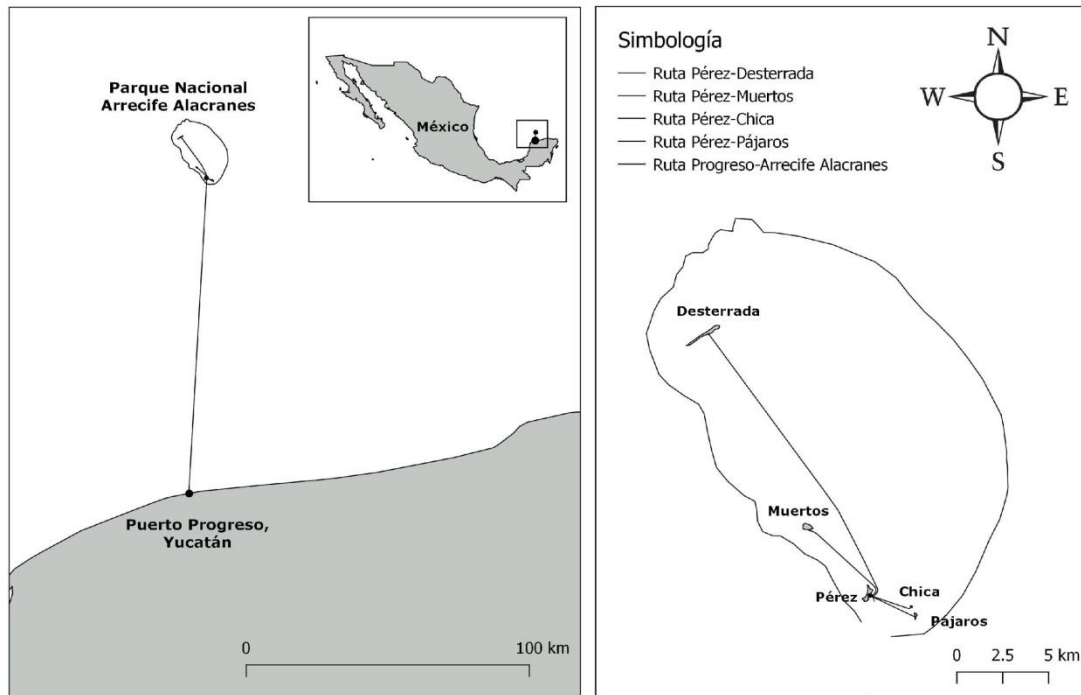 Parque Nacional
Arrecife Alacranes
México
Puerto Progreso,
Yucatán
0
100 km
Simbología
Ruta Pérez-Desterrada
Ruta Pérez-Muertos
Ruta Pérez-Chica
Ruta Pérez-Pájaros
Ruta Progreso-Arrecife Alacranes
N
W
E
S
Desterrada
Muertos
Pérez
Chica
Pájaros
0
2.5
5 km